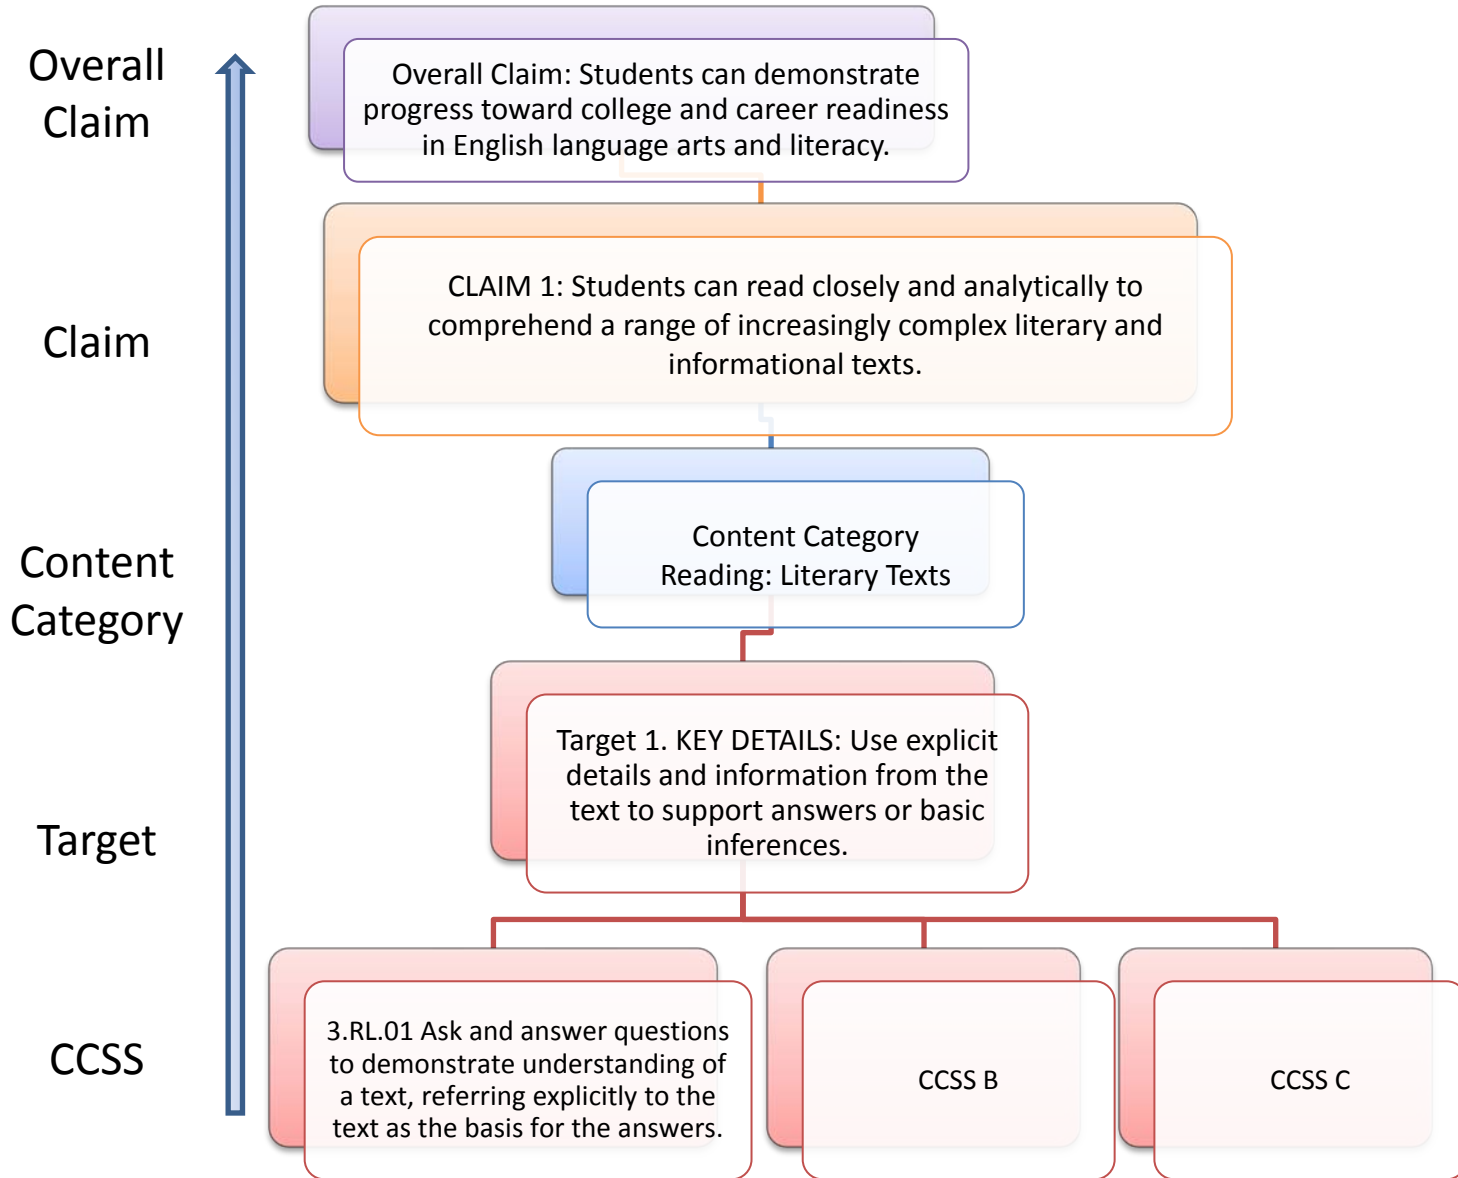 Overall
Claim
Overall Claim: Students can demonstrate
progress toward college and career readiness
in English language arts and literacy.
Claim
CLAIM 1: Students can read closely and analytically to
comprehend a range of increasingly complex literary and
informational texts.
Content
Category
Content Category
Reading: Literary Texts
Target
Target 1. KEY DETAILS: Use explicit
details and information from the
text to support answers or basic
inferences.
CCSS
3.RL.01 Ask and answer questions
to demonstrate understanding of
a text, referring explicitly to the
text as the basis for the answers.
CCSS B
CCSS C